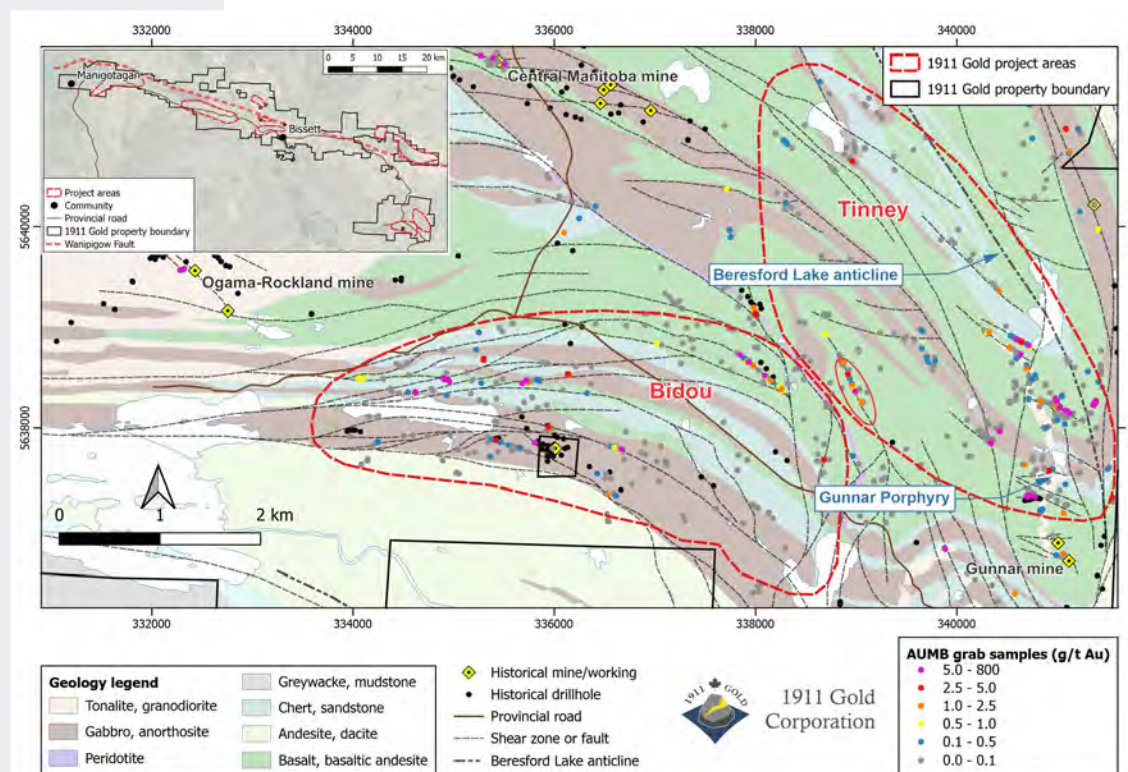 332000
334000
336000
338000
340000
Manigotagan
Bissett
0 5 10 15 20 km
Project areas
Community
Provincial road
1911 Gold property boundary
Wanipigow Fault
1911 Gold project areas
1911 Gold property boundary
Central Manitoba mine
Tinney
5640000
5640000
Beresford Lake anticline
Ogama-Rockland mine
Bidou
5638000
5638000
Gunnar Porphyry
0 1 2 km
Gunnar mine
332000
334000
336000
338000
340000
Geology legend
Tonalite, granodiorite
Gabbro, anorthosite
Peridotite
Greywacke, mudstone
Chert, sandstone
Andesite, dacite
Basalt, basaltic andesite
Historical mine/working
Historical drillhole
Provincial road
Shear zone or fault
Beresford Lake anticline
1911 GOLD
1911 Gold
Corporation
AUMB grab samples (g/t Au)
5.0 - 800
2.5 - 5.0
1.0 - 2.5
0.5 - 1.0
0.1 - 0.5
0.0 - 0.1